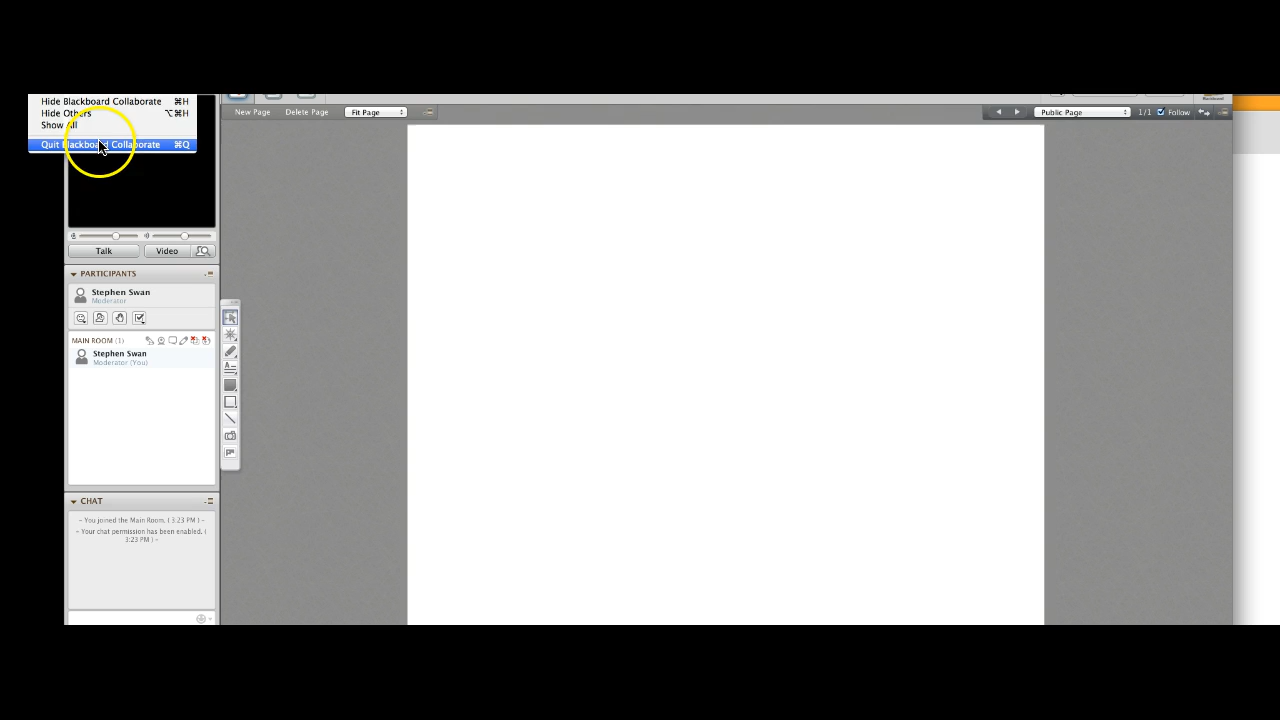 Hide Blackboard Collaborate ⌘H
Hide Others ⌥⌘H
Show All
Quit Blackboard Collaborate ⌘Q
New Page Delete Page Fit Page Public Page 1/1 Follow
Talk Video
PARTICIPANTS
Stephen Swan
Moderator
MAIN ROOM (1)
Stephen Swan
Moderator (You)
CHAT
- You joined the Main Room. ( 3:23 PM ) -
- Your chat permission has been enabled. (
3:23 PM ) -